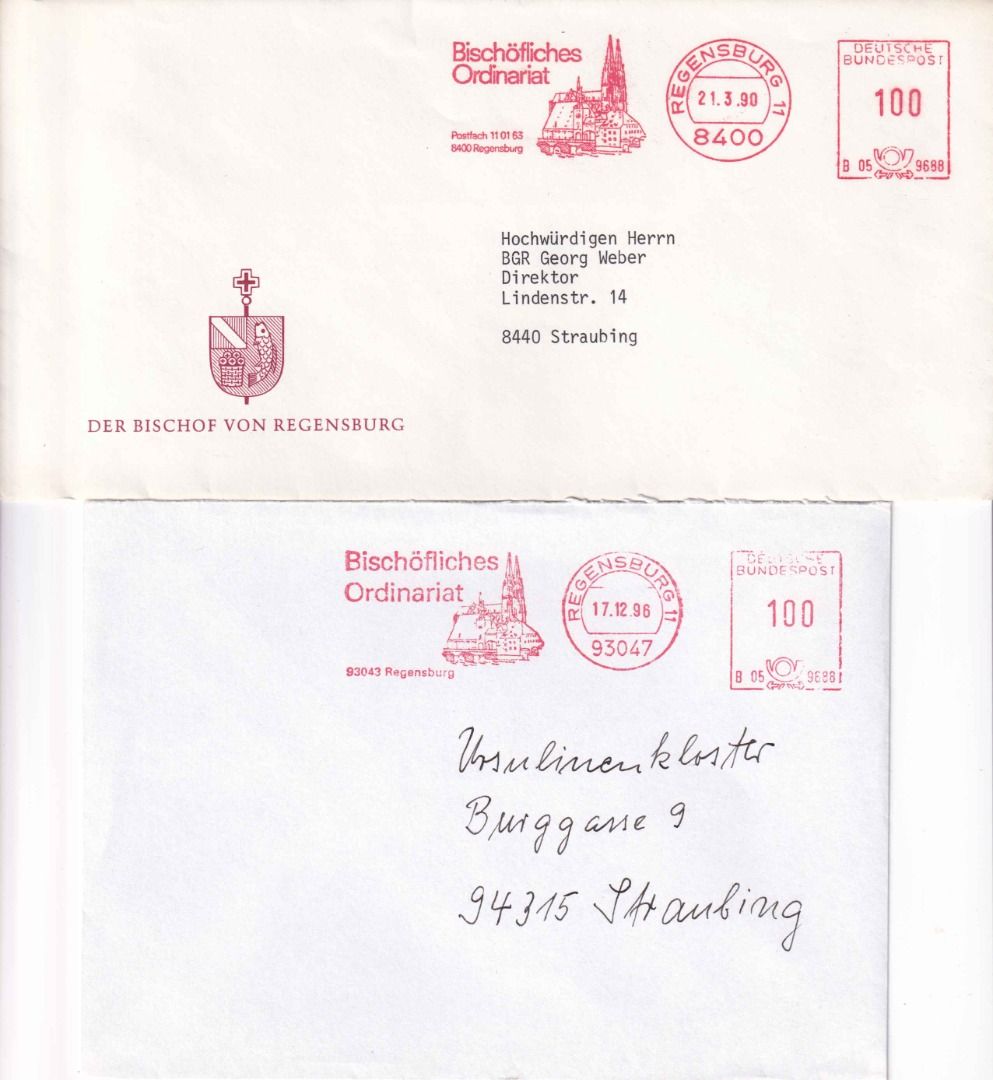 Bischöfliches
Ordinariat
Postfach 11 01 63
8400 Regensburg
REGENSBURG 11
21.3.90
8400
DEUTSCHE
BUNDESPOST
100
B 05 9688
Hochwürdigen Herrn
BGR Georg Weber
Direktor
Lindenstr. 14
8440 Straubing
DER BISCHOF VON REGENSBURG
Bischöfliches
Ordinariat
93043 Regensburg
REGENSBURG 11
17.12.96
93047
DEUTSCHE
BUNDESPOST
100
B 05 9688
Ursulinenkloster
Burggasse 9
94315 Straubing